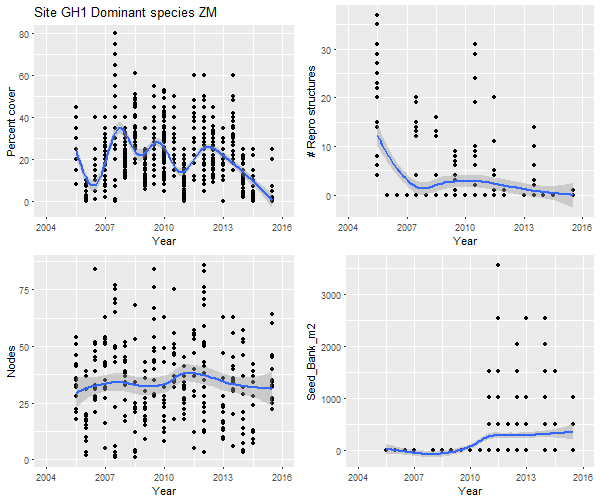 Site GH1 Dominant species ZM
Percent cover
80
60
40
20
0
2004 2007 2010 2013 2016
Year
# Repro structures
30
20
10
0
2004 2007 2010 2013 2016
Year
Nodes
75
50
25
0
2004 2007 2010 2013 2016
Year
Seed_Bank_m2
3000
2000
1000
0
2004 2007 2010 2013 2016
Year